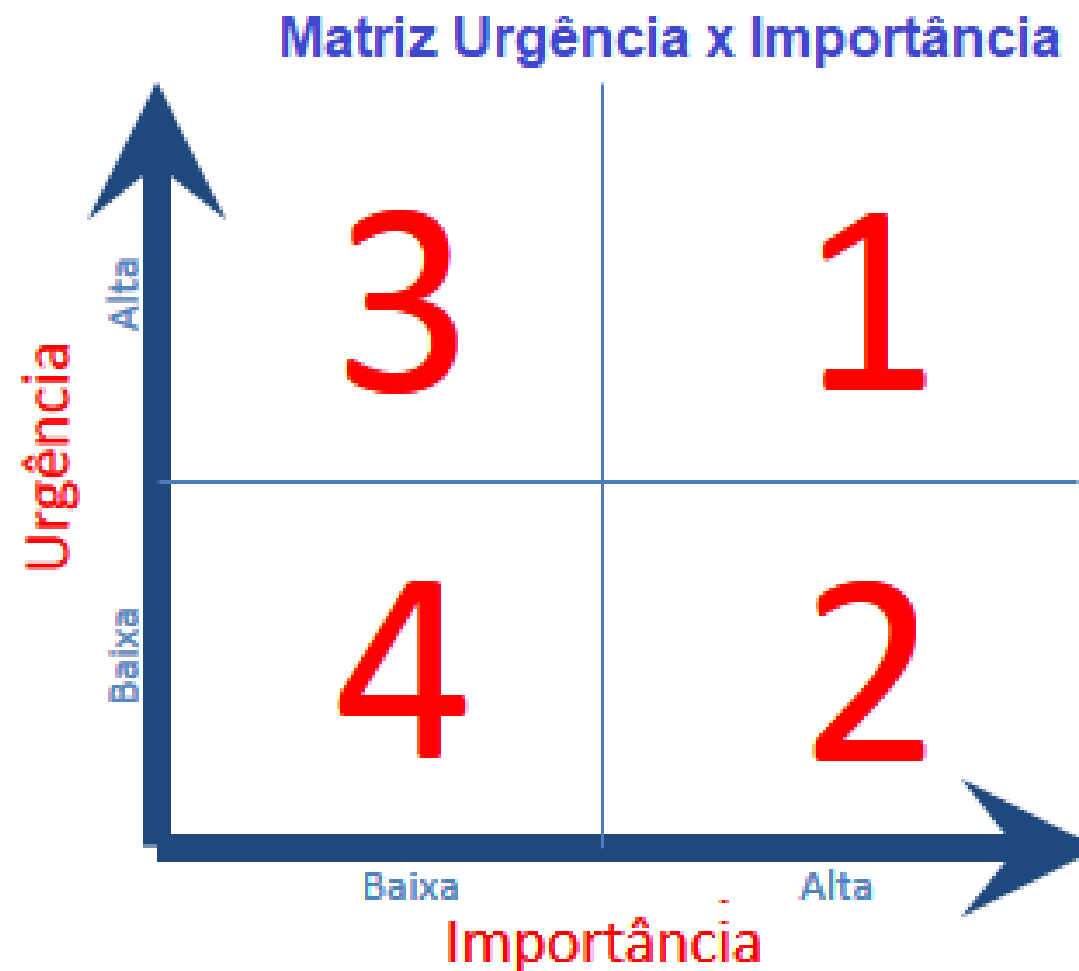 Matriz Urgência x Importância
Alta
3
1
Urgência
Baixa
4
2
Baixa
Alta
Importância